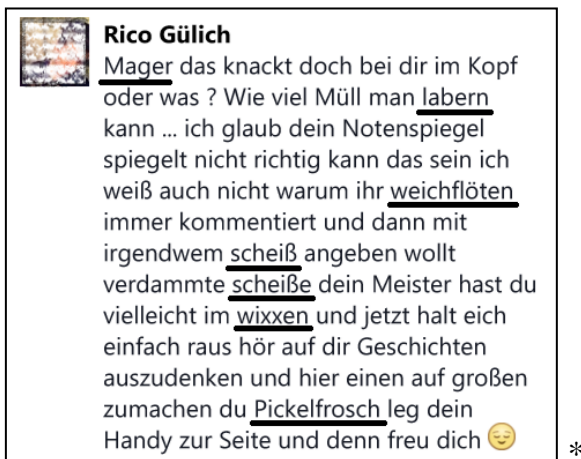 Rico Gülich
Mager das knackt doch bei dir im Kopf
oder was ? Wie viel Müll man labern
kann ... ich glaub dein Notenspiegel
spiegelt nicht richtig kann das sein ich
weiß auch nicht warum ihr weichflöten
immer kommentiert und dann mit
irgendwem scheiß angeben wollt
verdammte scheiße dein Meister hast du
vielleicht im wixxen und jetzt halt eich
einfach raus hör auf dir Geschichten
auszudenken und hier einen auf großen
zumachen du Pickelfrosch leg dein
Handy zur Seite und denn freu dich 😌 *